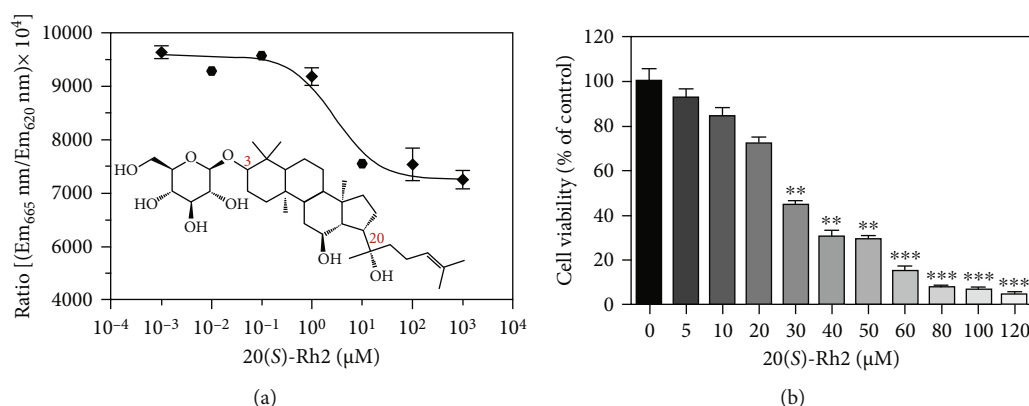 Ratio [(Em₆₆₅ nm/Em₆₂₀ nm)× 10⁴]
10000
9000
8000
7000
6000
4000
10⁻⁴ 10⁻³ 10⁻² 10⁻¹ 10⁰ 10¹ 10² 10³ 10⁴
20(S)-Rh2 (μM)
HO
O
O
3
HO
OH
OH
OH
20
OH
(a)
Cell viability (% of control)
120
100
80
60
40
20
0
**
**
**
***
***
***
***
0 5 10 20 30 40 50 60 80 100 120
20(S)-Rh2 (μM)
(b)